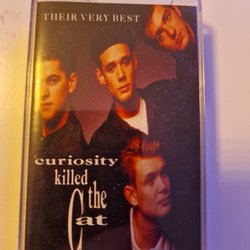 THEIR VERY BEST
curiosity
killed the
Cat